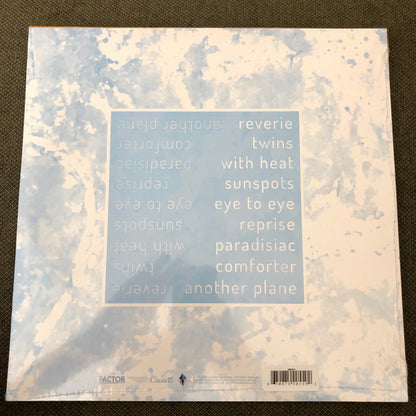 another plane reverie
comforter twins
paradisiac with heat
reprise sunspots
eye to eye eye to eye
sunspots reprise
with heat paradisiac
twins comforter
reverie another plane
FACTOR Canada